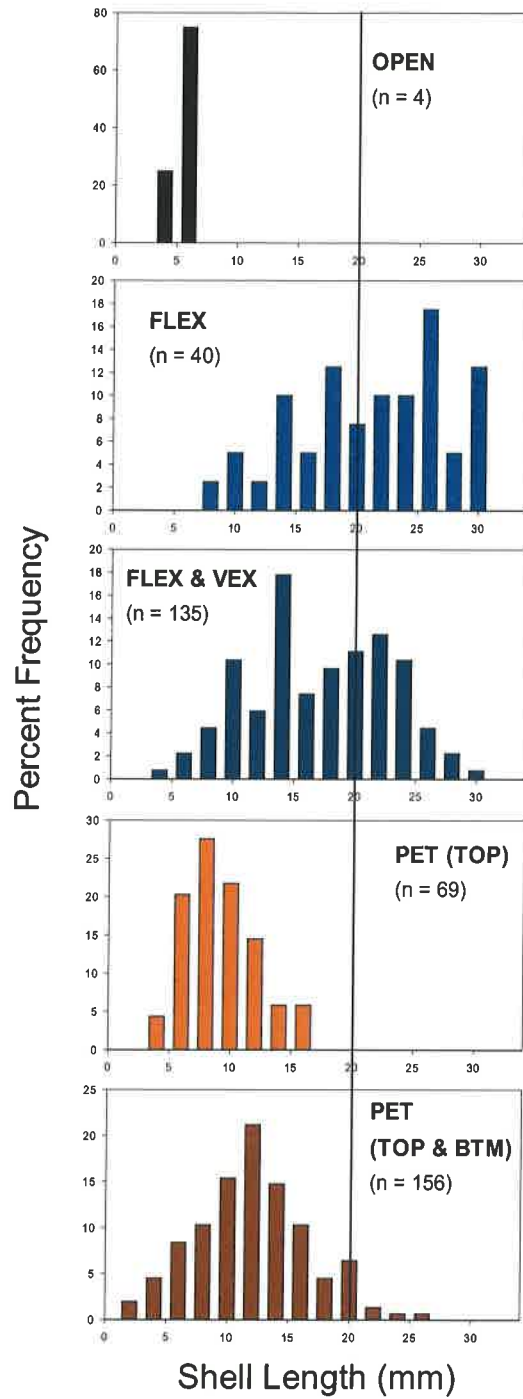 Percent Frequency
80
60
40
20
0
OPEN
(n = 4)
0 5 10 15 20 25 30
20
18
16
14
12
10
8
6
4
2
0
FLEX
(n = 40)
0 5 10 15 20 25 30
20
18
16
14
12
10
8
6
4
2
0
FLEX & VEX
(n = 135)
0 5 10 15 20 25 30
30
25
20
15
10
5
0
PET (TOP)
(n = 69)
0 5 10 15 20 25 30
25
20
15
10
5
0
PET
(TOP & BTM)
(n = 156)
0 5 10 15 20 25 30
Shell Length (mm)